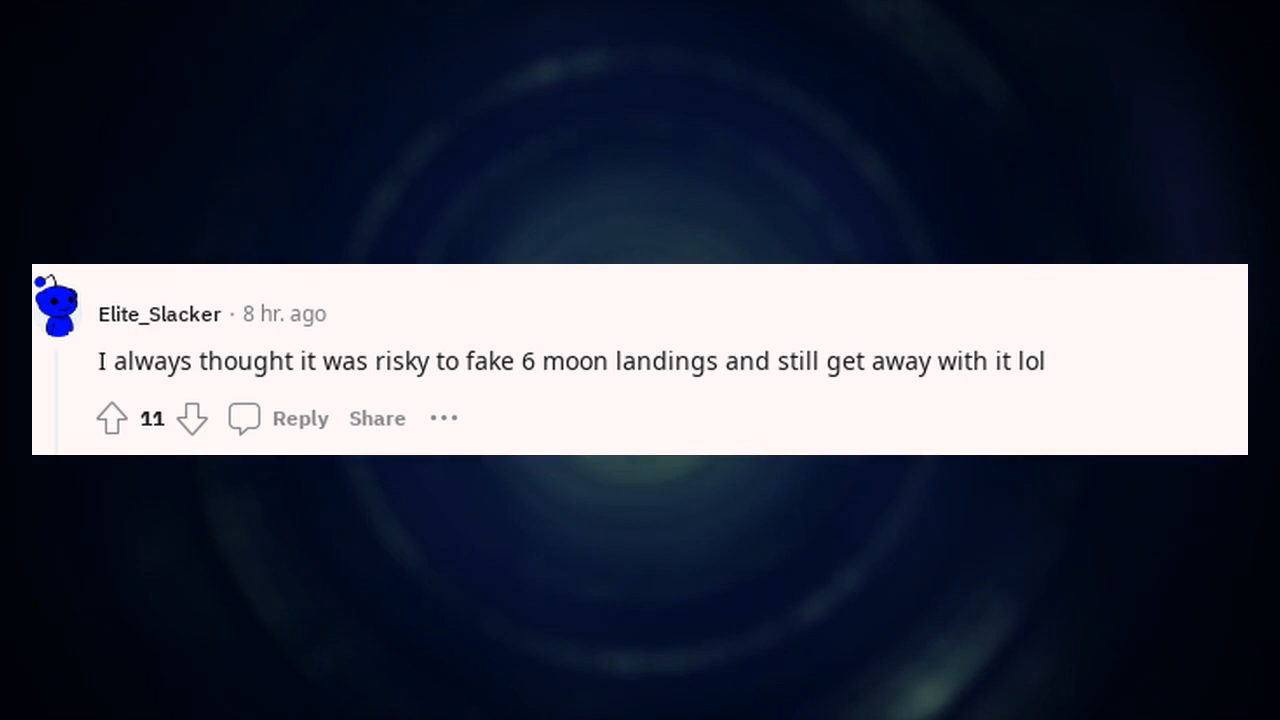 Elite_Slacker · 8 hr. ago
I always thought it was risky to fake 6 moon landings and still get away with it lol
11 Reply Share ···